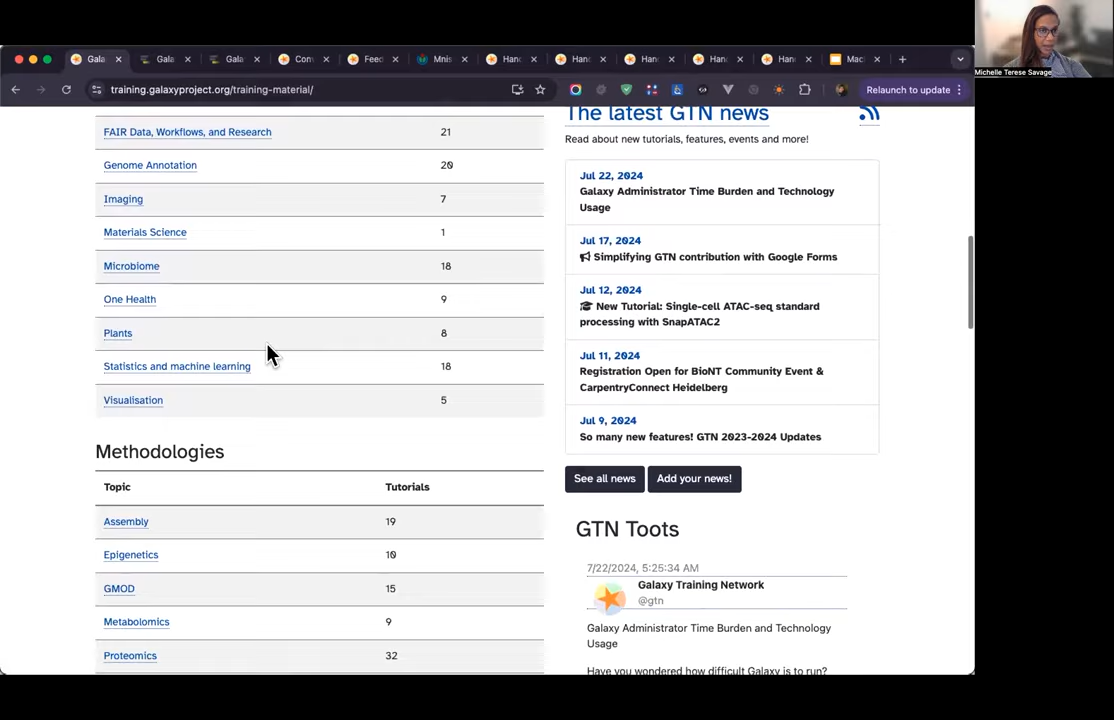 Michelle Terese Savage
Gala
Gala
Gala
Con
Feed
Mnis
Hand
Hand
Hand
Hand
Hand
Mac
training.galaxyproject.org/training-material/
Relaunch to update
FAIR Data, Workflows, and Research 21
Genome Annotation 20
Imaging 7
Materials Science 1
Microbiome 18
One Health 9
Plants 8
Statistics and machine learning 18
Visualisation 5
Methodologies
Topic Tutorials
Assembly 19
Epigenetics 10
GMOD 15
Metabolomics 9
Proteomics 32
The latest GTN news
Read about new tutorials, features, events and more!
Jul 22, 2024
Galaxy Administrator Time Burden and Technology
Usage
Jul 17, 2024
Simplifying GTN contribution with Google Forms
Jul 12, 2024
New Tutorial: Single-cell ATAC-seq standard
processing with SnapATAC2
Jul 11, 2024
Registration Open for BioNT Community Event &
CarpentryConnect Heidelberg
Jul 9, 2024
So many new features! GTN 2023-2024 Updates
See all news
Add your news!
GTN Toots
7/22/2024, 5:25:34 AM
Galaxy Training Network
@gtn
Galaxy Administrator Time Burden and Technology
Usage
Have you wondered how difficult Galaxy is to run?